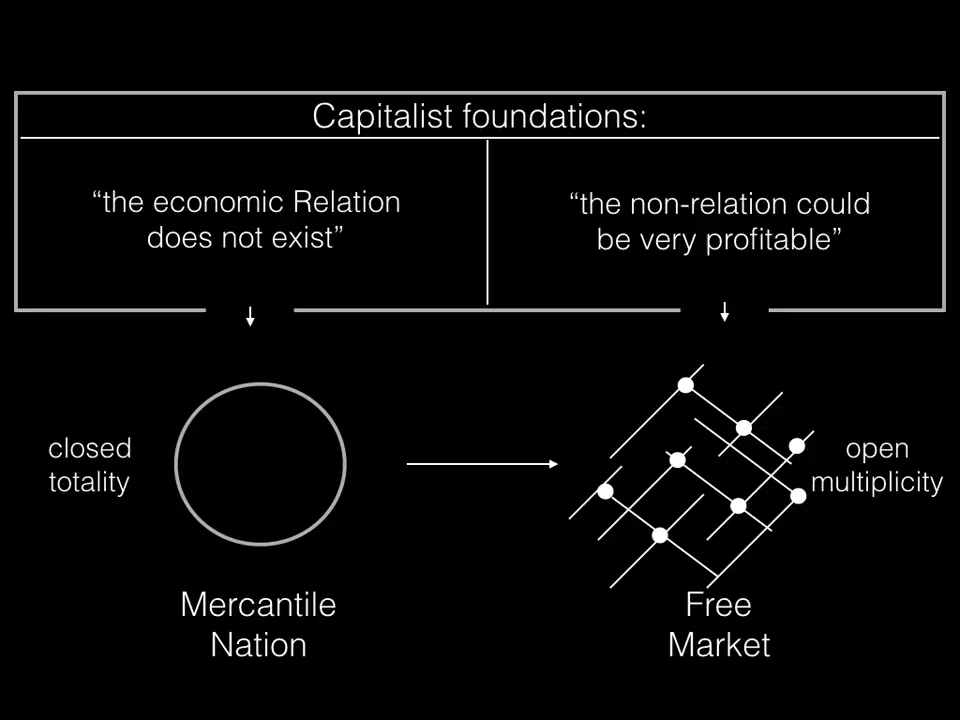 Capitalist foundations:
“the economic Relation
does not exist”
“the non-relation could
be very profitable”
closed
totality
open
multiplicity
Mercantile
Nation
Free
Market